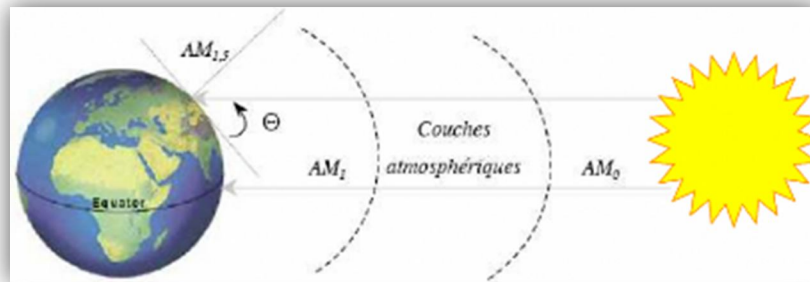 AM1,5
Θ
Couches
atmosphériques
AM1
AM0
Equator